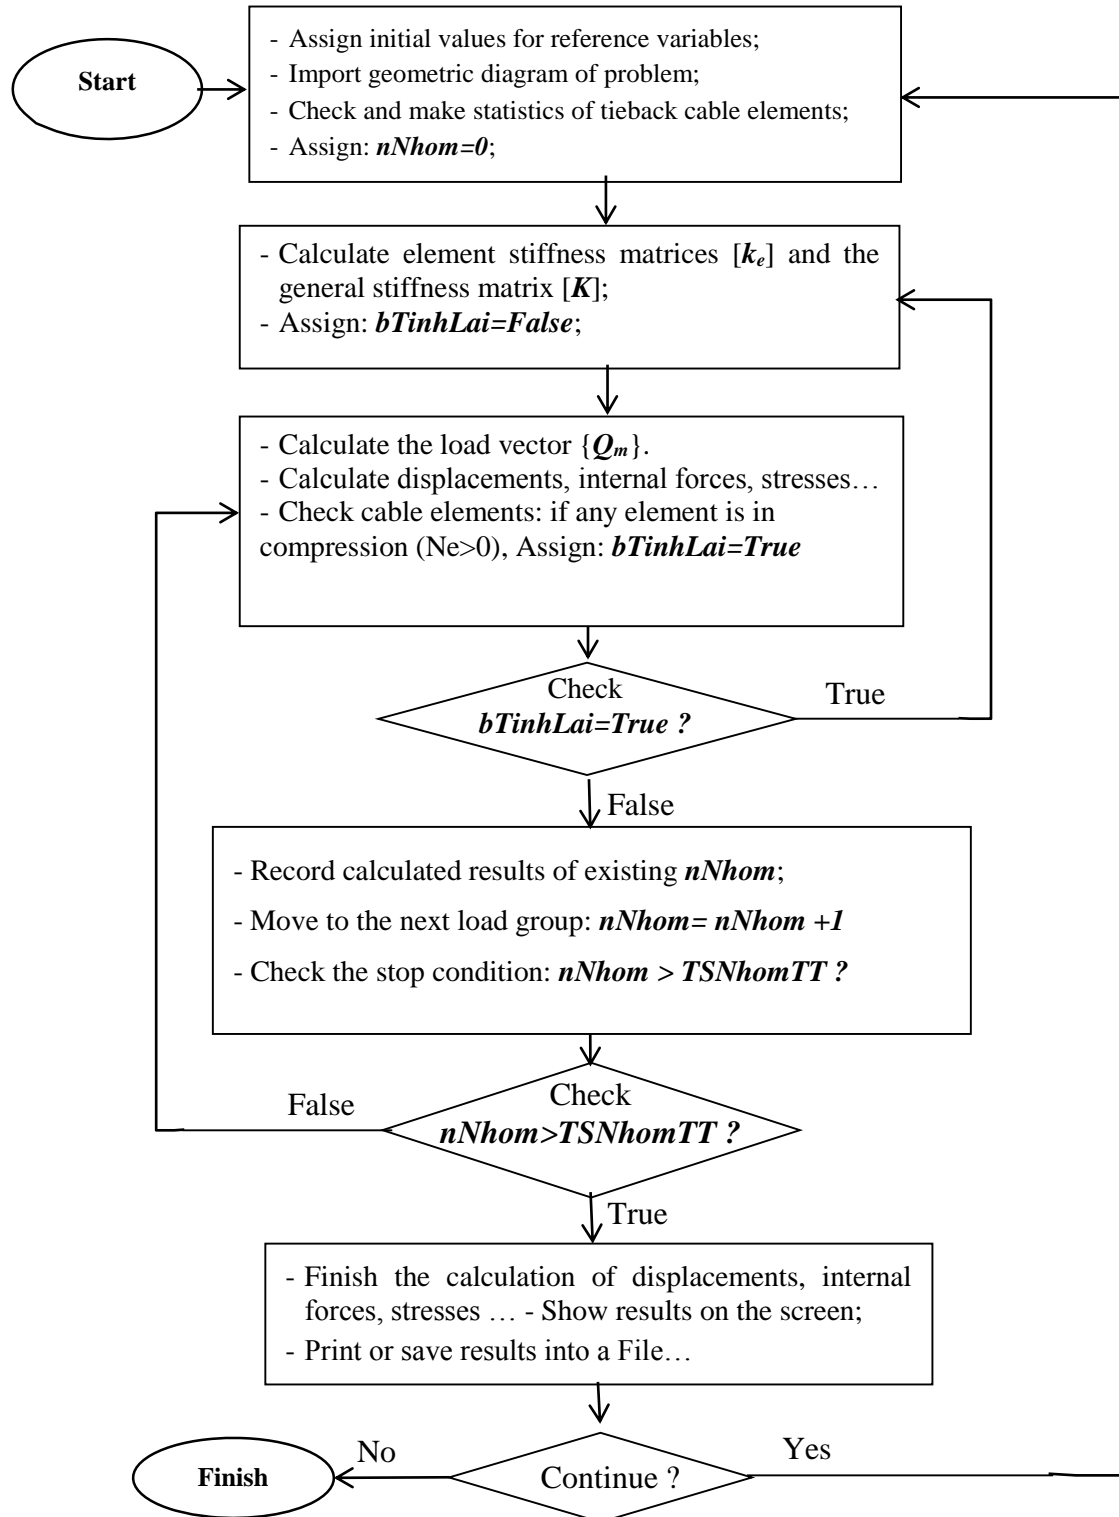 Start
- Assign initial values for reference variables;
- Import geometric diagram of problem;
- Check and make statistics of tieback cable elements;
- Assign: nNhom=0;
- Calculate element stiffness matrices [ke] and the
general stiffness matrix [K];
- Assign: bTinhLai=False;
- Calculate the load vector {Qm}.
- Calculate displacements, internal forces, stresses…
- Check cable elements: if any element is in
compression (Ne>0), Assign: bTinhLai=True
Check
bTinhLai=True ?
True
False
- Record calculated results of existing nNhom;
- Move to the next load group: nNhom= nNhom +1
- Check the stop condition: nNhom > TSNhomTT ?
False
Check
nNhom>TSNhomTT ?
True
- Finish the calculation of displacements, internal
forces, stresses … - Show results on the screen;
- Print or save results into a File…
No
Yes
Finish
Continue ?